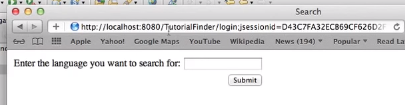 Search
http://localhost:8080/TutorialFinder/login;jsessionid=D43C7FA32EC869CF626D2F
Apple Yahoo! Google Maps YouTube Wikipedia News (194) Popular Read La
Enter the language you want to search for:
Submit